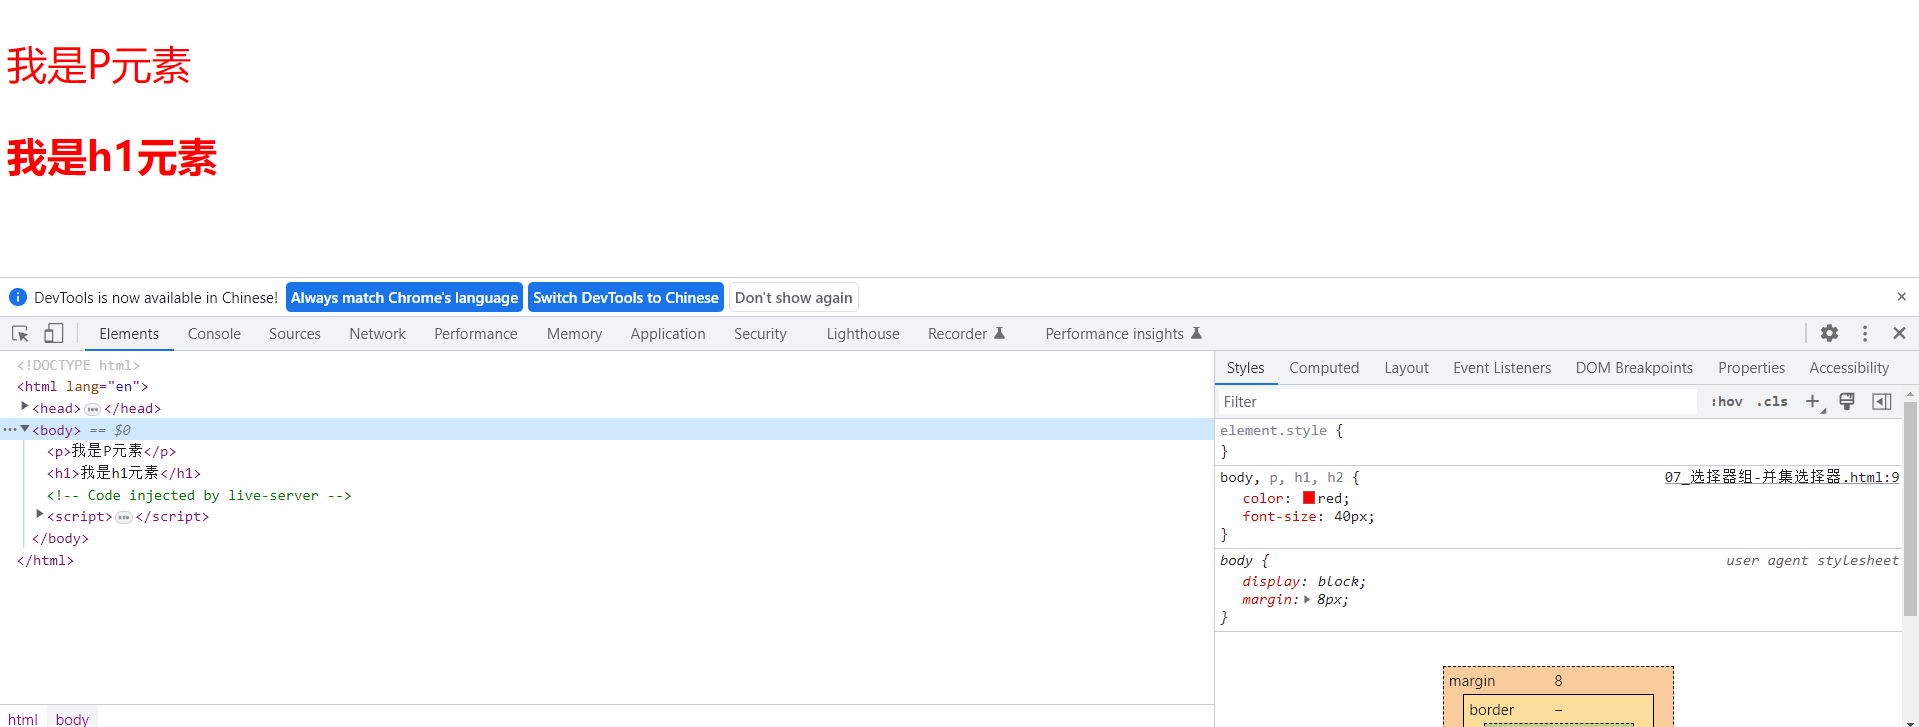 我是P元素
我是h1元素
DevTools is now available in Chinese! Always match Chrome's language Switch DevTools to Chinese Don't show again
Elements Console Sources Network Performance Memory Application Security Lighthouse Recorder Performance insights
<!DOCTYPE html>
<html lang="en">
<head> ••• </head>
<body> == $0
<p>我是P元素</p>
<h1>我是h1元素</h1>
<!-- Code injected by live-server -->
<script> ••• </script>
</body>
</html>
html body
Styles Computed Layout Event Listeners DOM Breakpoints Properties Accessibility
Filter :hov .cls
element.style {
}
body, p, h1, h2 { 07_选择器组-并集选择器.html:9
color: red;
font-size: 40px;
}
body { user agent stylesheet
display: block;
margin: 8px;
}
margin 8
border –